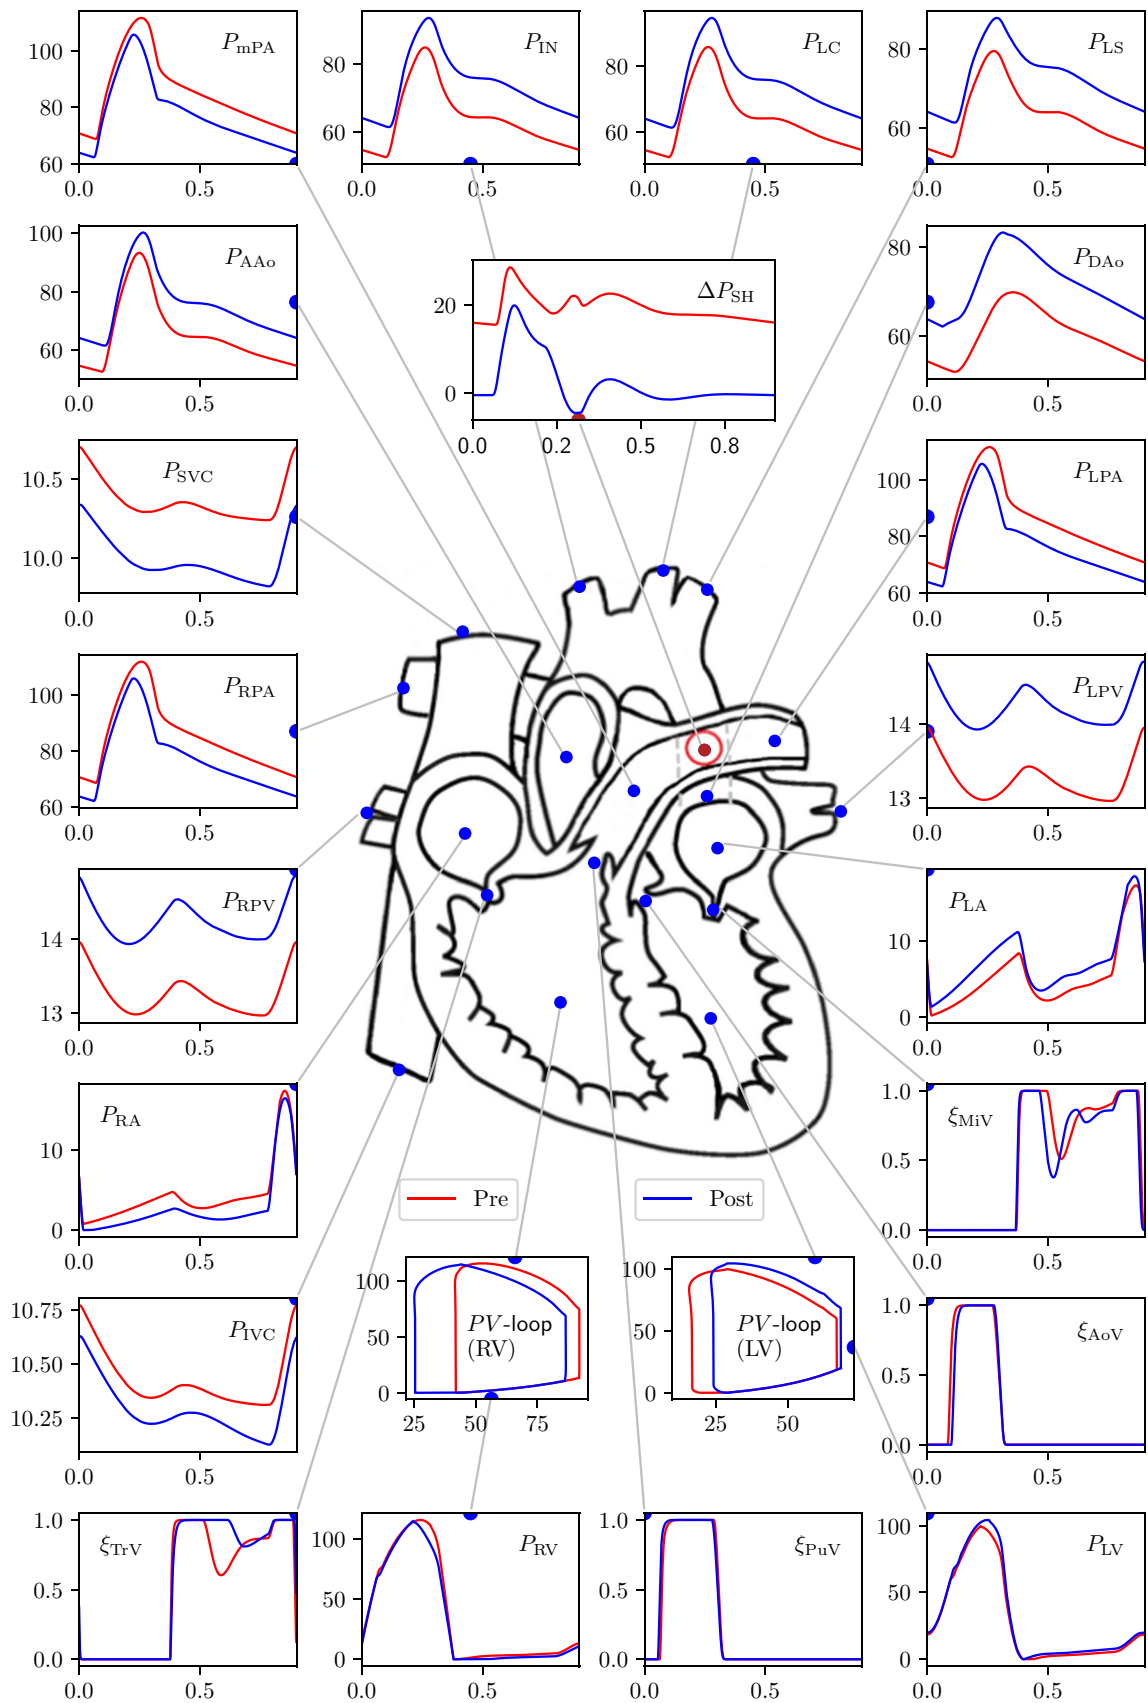 P_mPA
100
80
60
0.0 0.5
P_IN
80
60
0.0 0.5
P_LC
80
60
0.0 0.5
P_LS
80
60
0.0 0.5
P_AAo
100
80
60
0.0 0.5
ΔP_SH
20
0
0.0 0.2 0.5 0.8
P_DAo
80
60
0.0 0.5
P_SVC
10.5
10.0
0.0 0.5
P_LPA
100
80
60
0.0 0.5
P_RPA
100
80
60
0.0 0.5
P_LPV
14
13
0.0 0.5
P_RPV
14
13
0.0 0.5
P_LA
10
0
0.0 0.5
P_RA
10
0
0.0 0.5
ξ_MiV
1.0
0.5
0.0
0.0 0.5
Pre
Post
P_IVC
10.75
10.50
10.25
0.0 0.5
PV-loop
(RV)
100
50
0
25 50 75
PV-loop
(LV)
100
50
0
25 50
ξ_AoV
1.0
0.5
0.0
0.0 0.5
ξ_TrV
1.0
0.5
0.0
0.0 0.5
P_RV
100
50
0
0.0 0.5
ξ_PuV
1.0
0.5
0.0
0.0 0.5
P_LV
100
50
0
0.0 0.5